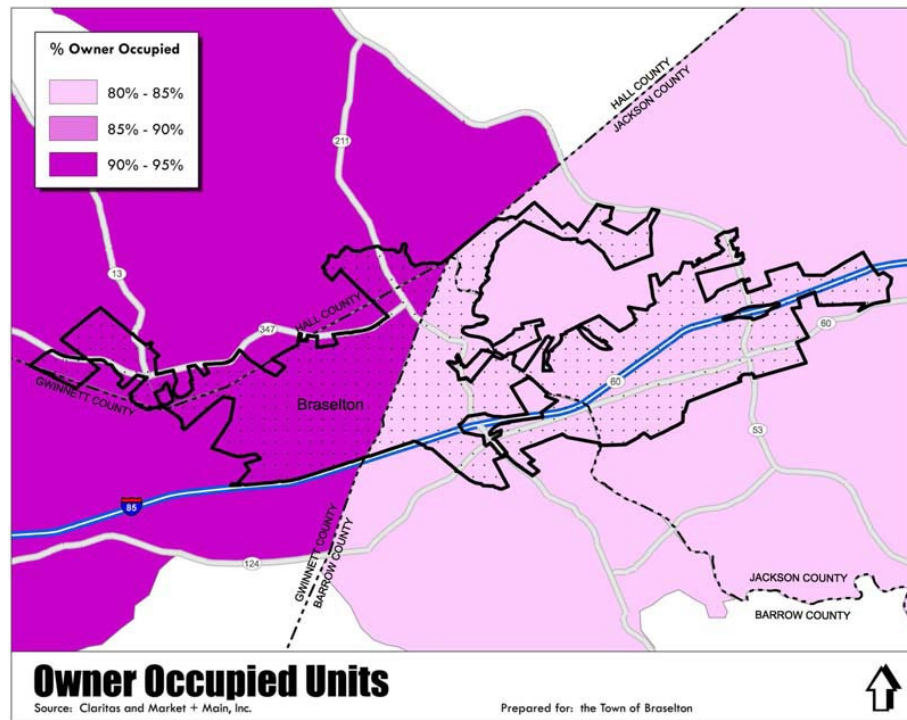 % Owner Occupied
80% - 85%
85% - 90%
90% - 95%
HALL COUNTY
JACKSON COUNTY
211
13
347
HALL COUNTY
GWINNETT COUNTY
Braselton
60
60
53
85
124
GWINNETT COUNTY
BARROW COUNTY
JACKSON COUNTY
BARROW COUNTY
Owner Occupied Units
Source: Claritas and Market + Main, Inc.
Prepared for: the Town of Braselton